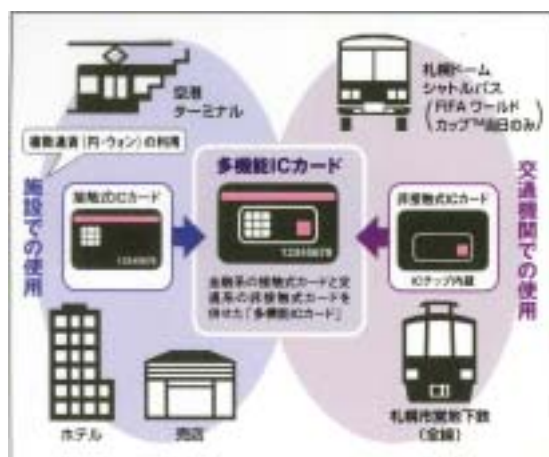 空港
ターミナル
札幌ドーム
シャトルバス
(FIFA ワールド
カップ™当日のみ)
複数通貨(円・ウォン)の利用
施設での使用
接触式ICカード
12345678
多機能ICカード
12345678
金融系の接触式カードと交
通系の非接触式カードを
併せた「多機能ICカード」
非接触式ICカード
ICチップ内蔵
交通機関での使用
ホテル
売店
札幌市営地下鉄
(全線)